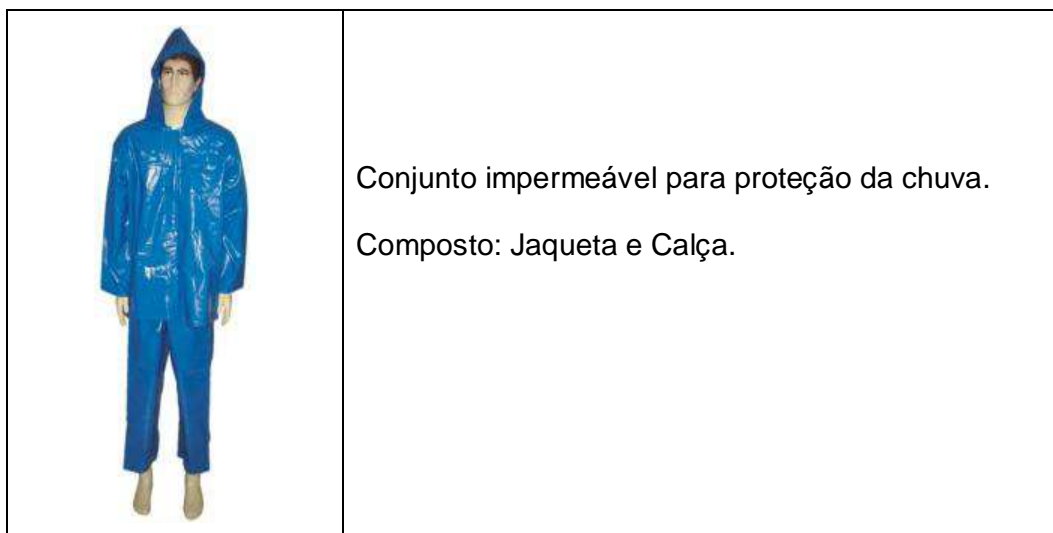 Conjunto impermeável para proteção da chuva.
Composto: Jaqueta e Calça.